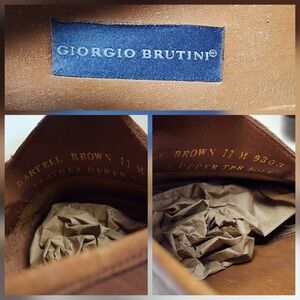 GIORGIO BRUTINI®
DARTELL BROWN 11 M
LEATHER UPPER
BROWN 11 M 9303
UPPER TPR SOLE